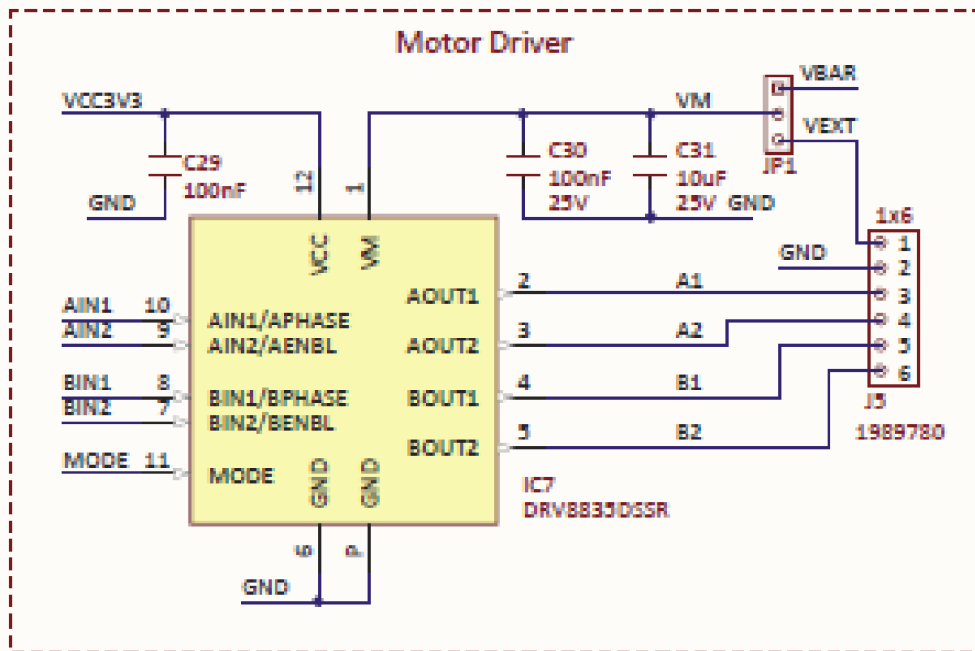 Motor Driver
VBAR
VCC3V3
VM
VEXT
JP1
C29
100nF
C30
100nF
25V
C31
10uF
25V
GND
GND
12
1
1x6
VCC
VM
GND
1
2
3
4
5
6
AOUT1
2
A1
AIN1
10
AIN1/APHASE
AIN2
9
AIN2/AENBL
AOUT2
3
A2
BIN1
8
BIN1/BPHASE
BOUT1
4
B1
BIN2
7
BIN2/BENBL
J5
1989780
BOUT2
5
B2
MODE
11
MODE
GND
GND
IC7
DRV8835DSSR
6
P
GND